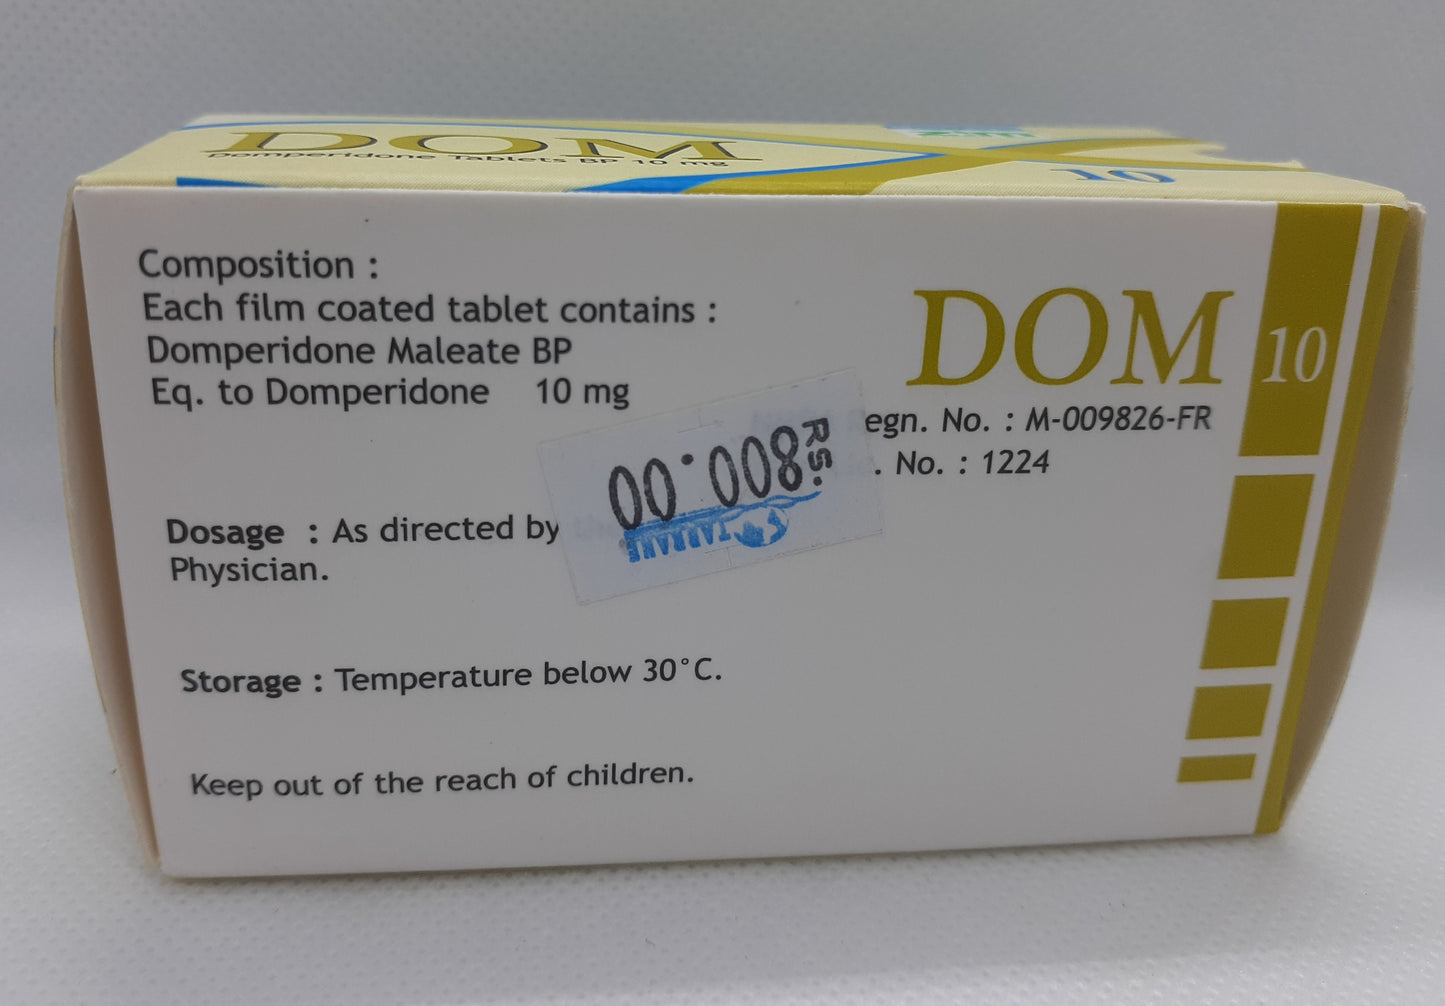 DOM
Domperidone Tablets BP 10 mg
10
Composition :
Each film coated tablet contains :
Domperidone Maleate BP
Eq. to Domperidone 10 mg
DOM 10
egn. No. : M-009826-FR
. No. : 1224
RS.
800.00
Dosage : As directed by
Physician.
Storage : Temperature below 30°C.
Keep out of the reach of children.